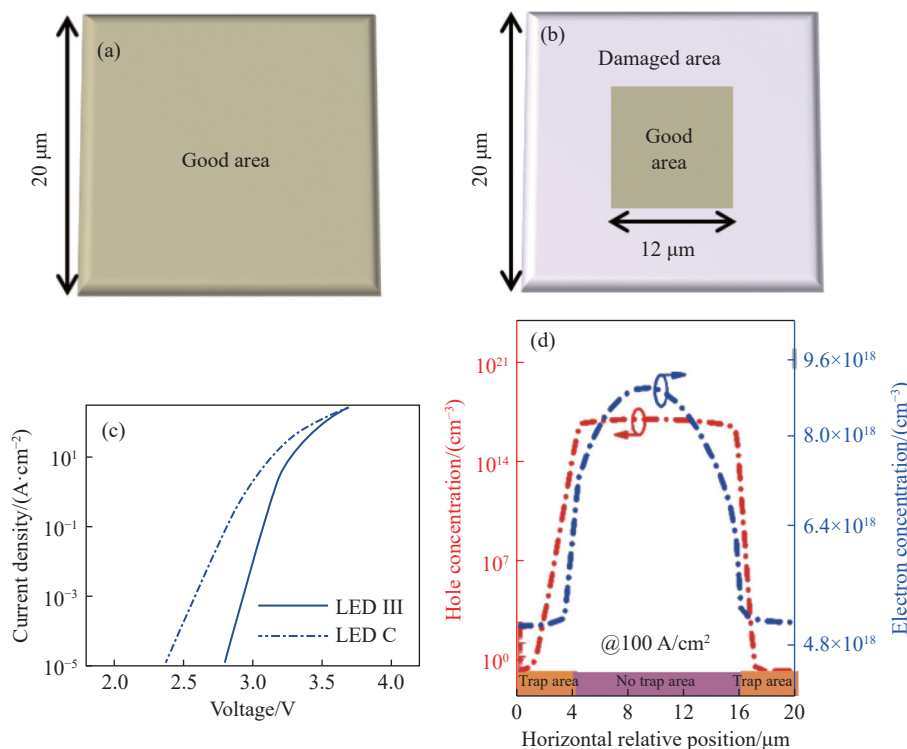 (a)
20 μm
Good area
(b)
20 μm
Damaged area
Good
area
12 μm
(c)
Current density/(A·cm⁻²)
10¹
10⁻¹
10⁻³
10⁻⁵
LED III
LED C
2.0 2.5 3.0 3.5 4.0
Voltage/V
(d)
Hole concentration/(cm⁻³)
10²¹
10¹⁴
10⁷
10⁰
Electron concentration/(cm⁻³)
9.6×10¹⁸
8.0×10¹⁸
6.4×10¹⁸
4.8×10¹⁸
@100 A/cm²
Trap area No trap area Trap area
0 4 8 12 16 20
Horizontal relative position/μm